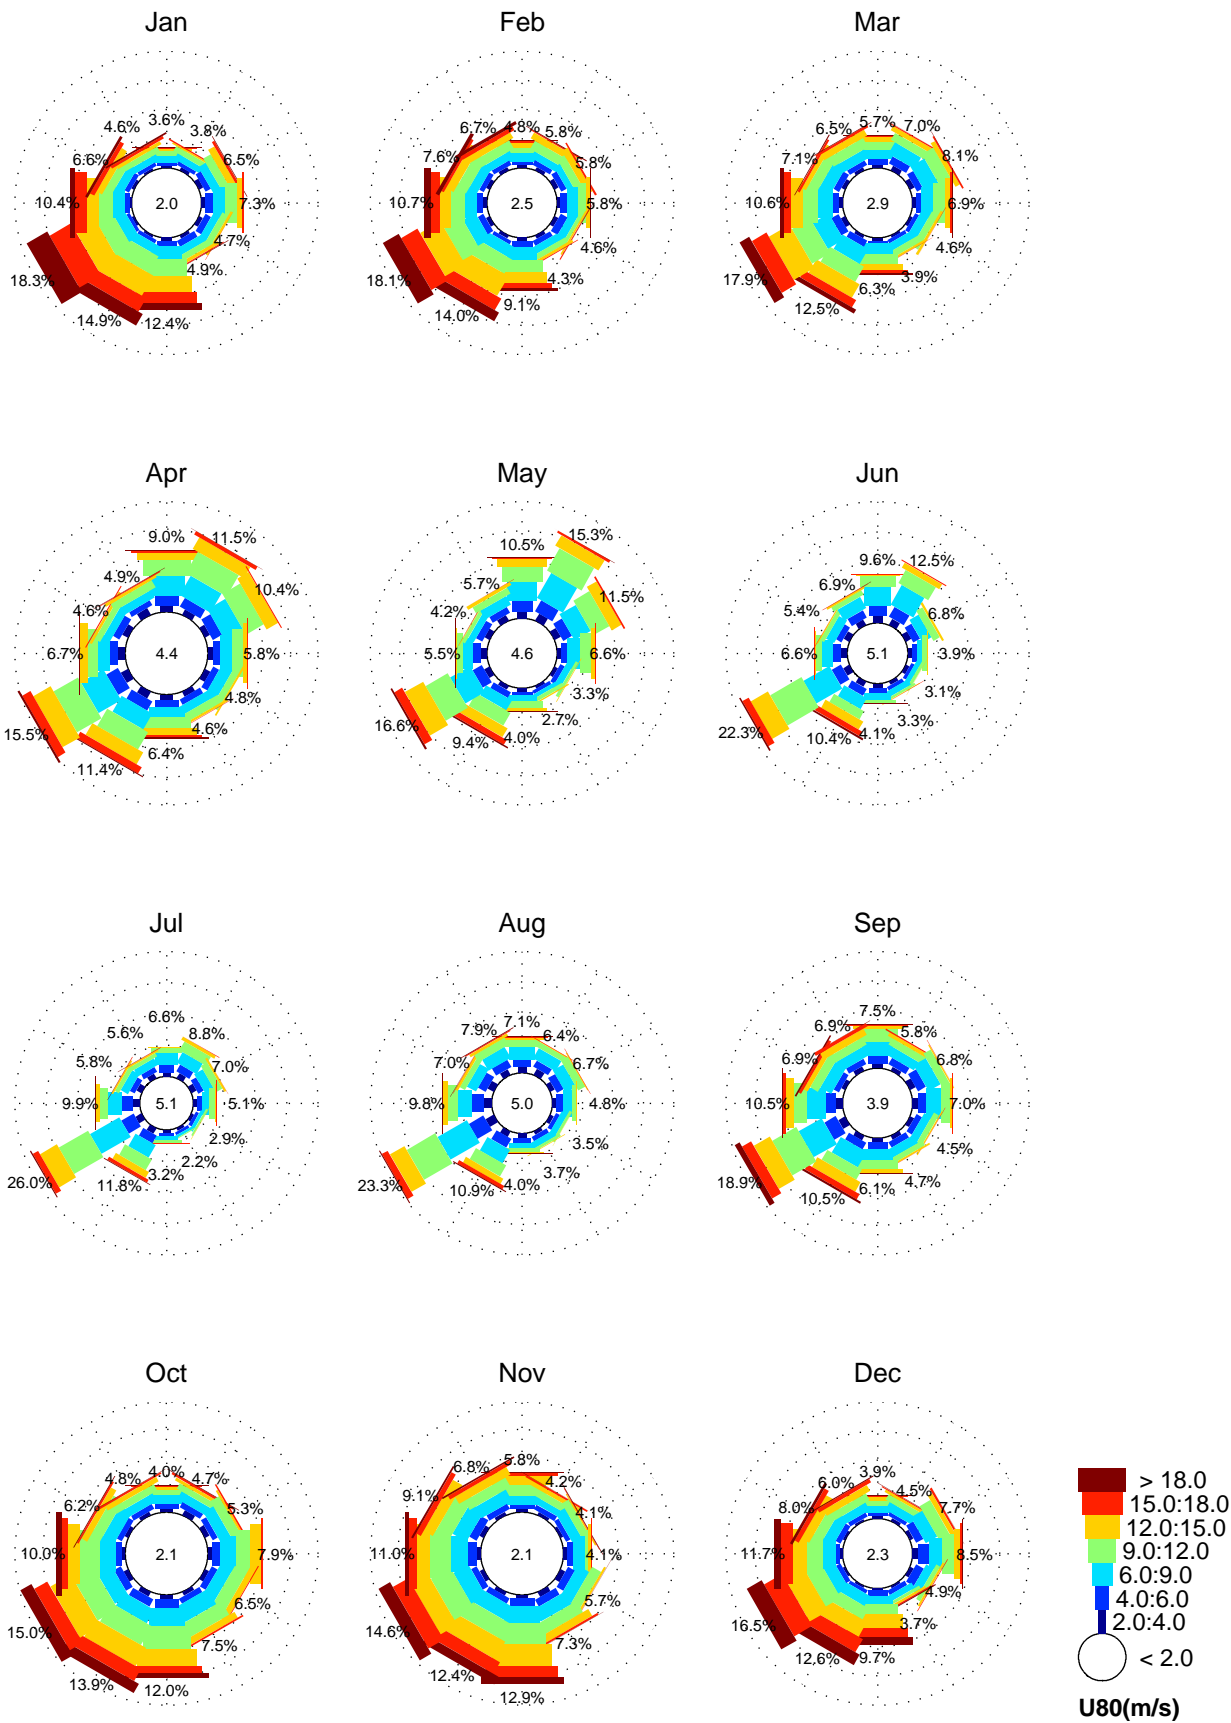 Jan Feb Mar
3.6% 4.6% 3.8% 6.6% 6.5% 10.4% 2.0 7.3% 4.7% 4.9% 18.3% 14.9% 12.4%
6.7% 4.8% 5.8% 7.6% 5.8% 10.7% 2.5 5.8% 4.6% 4.3% 18.1% 9.1% 14.0%
6.5% 5.7% 7.0% 7.1% 8.1% 10.6% 2.9 6.9% 4.6% 3.9% 17.9% 6.3% 12.5%
Apr May Jun
9.0% 11.5% 4.9% 10.4% 4.6% 6.7% 4.4 5.8% 4.8% 4.6% 15.5% 6.4% 11.4%
15.3% 10.5% 5.7% 11.5% 4.2% 5.5% 4.6 6.6% 3.3% 2.7% 16.6% 4.0% 9.4%
9.6% 12.5% 6.9% 5.4% 6.8% 6.6% 5.1 3.9% 3.1% 3.3% 22.3% 4.1% 10.4%
Jul Aug Sep
6.6% 5.6% 8.8% 5.8% 7.0% 9.9% 5.1 5.1% 2.9% 2.2% 3.2% 26.0% 11.8%
7.9% 7.1% 6.4% 7.0% 6.7% 9.8% 5.0 4.8% 3.5% 3.7% 23.3% 10.9% 4.0%
7.5% 6.9% 5.8% 6.9% 6.8% 10.5% 3.9 7.0% 4.5% 4.7% 18.9% 6.1% 10.5%
Oct Nov Dec
4.8% 4.0% 4.7% 6.2% 5.3% 10.0% 2.1 7.9% 6.5% 7.5% 15.0% 13.9% 12.0%
6.8% 5.8% 4.2% 9.1% 4.1% 11.0% 2.1 4.1% 5.7% 7.3% 14.6% 12.4% 12.9%
3.9% 6.0% 4.5% 8.0% 7.7% 11.7% 2.3 8.5% 4.9% 3.7% 16.5% 12.6% 9.7%
> 18.0
15.0:18.0
12.0:15.0
9.0:12.0
6.0:9.0
4.0:6.0
2.0:4.0
< 2.0
U80(m/s)